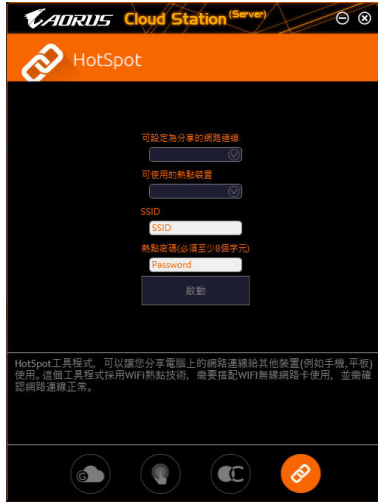 AORUS Cloud Station (Server)
HotSpot
可設定為分享的網路連線
可使用的熱點裝置
SSID
SSID
熱點密碼(必須至少8個字元)
Password
啟動
HotSpot工具程式，可以讓您分享電腦上的網路連線給其他裝置(例如手機,平板)
使用。這個工具程式採用WiFi熱點技術，需要搭配WIFI無線網路卡使用，並需確
認網路連線正常。
G